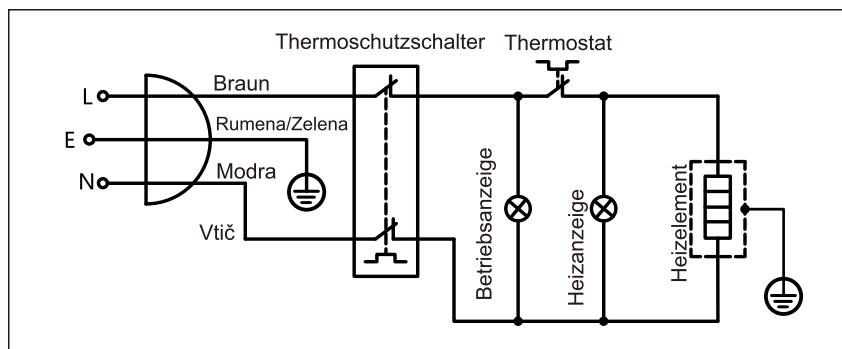 Thermoschutzschalter
Thermostat
L
Braun
E
Rumena/Zelena
N
Modra
Vtič
Betriebsanzeige
Heizanzeige
Heizelement